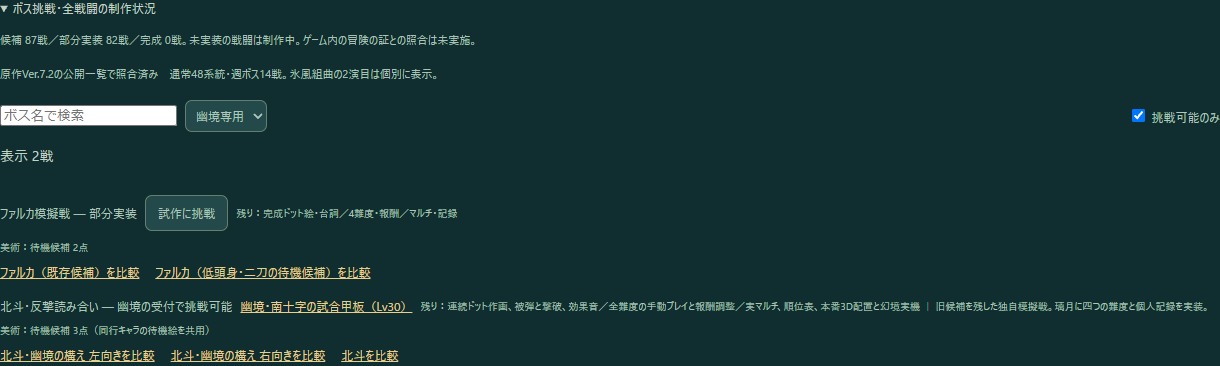 ▼ ボス挑戦・全戦闘の制作状況
候補 87戦／部分実装 82戦／完成 0戦。未実装の戦闘は制作中。ゲーム内の冒険の証との照合は未実施。
原作Ver.7.2の公開一覧で照合済み　通常48系統・週ボス14戦。氷風組曲の2演目は個別に表示。
ボス名で検索 幽境専用 挑戦可能のみ
表示 2戦
ファルカ模擬戦 — 部分実装 試作に挑戦 残り：完成ドット絵・台詞／4難度・報酬／マルチ・記録
美術：待機候補 2点
ファルカ（既存候補）を比較 ファルカ（低頭身・二刀の待機候補）を比較
北斗・反撃読み合い — 幽境の受付で挑戦可能 幽境・南十字の試合甲板（Lv30） 残り：連続ドット作画、被弾と撃破、効果音／全難度の手動プレイと報酬調整／実マルチ、順位表、本番3D配置と幻境実機 | 旧候補を残した独自模擬戦。璃月に四つの難度と個人記録を実装。
美術：待機候補 3点（同行キャラの待機絵を共用）
北斗・幽境の構え 左向きを比較 北斗・幽境の構え 右向きを比較 北斗を比較